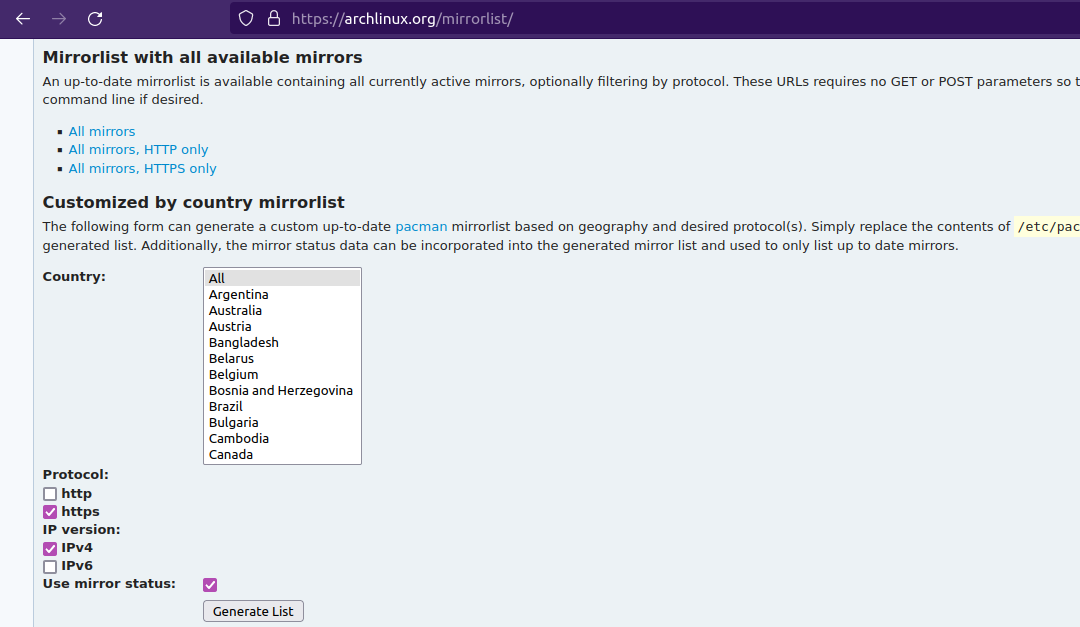 https://archlinux.org/mirrorlist/
Mirrorlist with all available mirrors
An up-to-date mirrorlist is available containing all currently active mirrors, optionally filtering by protocol. These URLs requires no GET or POST parameters so
command line if desired.
All mirrors
All mirrors, HTTP only
All mirrors, HTTPS only
Customized by country mirrorlist
The following form can generate a custom up-to-date pacman mirrorlist based on geography and desired protocol(s). Simply replace the contents of /etc/pac
generated list. Additionally, the mirror status data can be incorporated into the generated mirror list and used to only list up to date mirrors.
Country:
All
Argentina
Australia
Austria
Bangladesh
Belarus
Belgium
Bosnia and Herzegovina
Brazil
Bulgaria
Cambodia
Canada
Protocol:
http
https
IP version:
IPv4
IPv6
Use mirror status:
Generate List